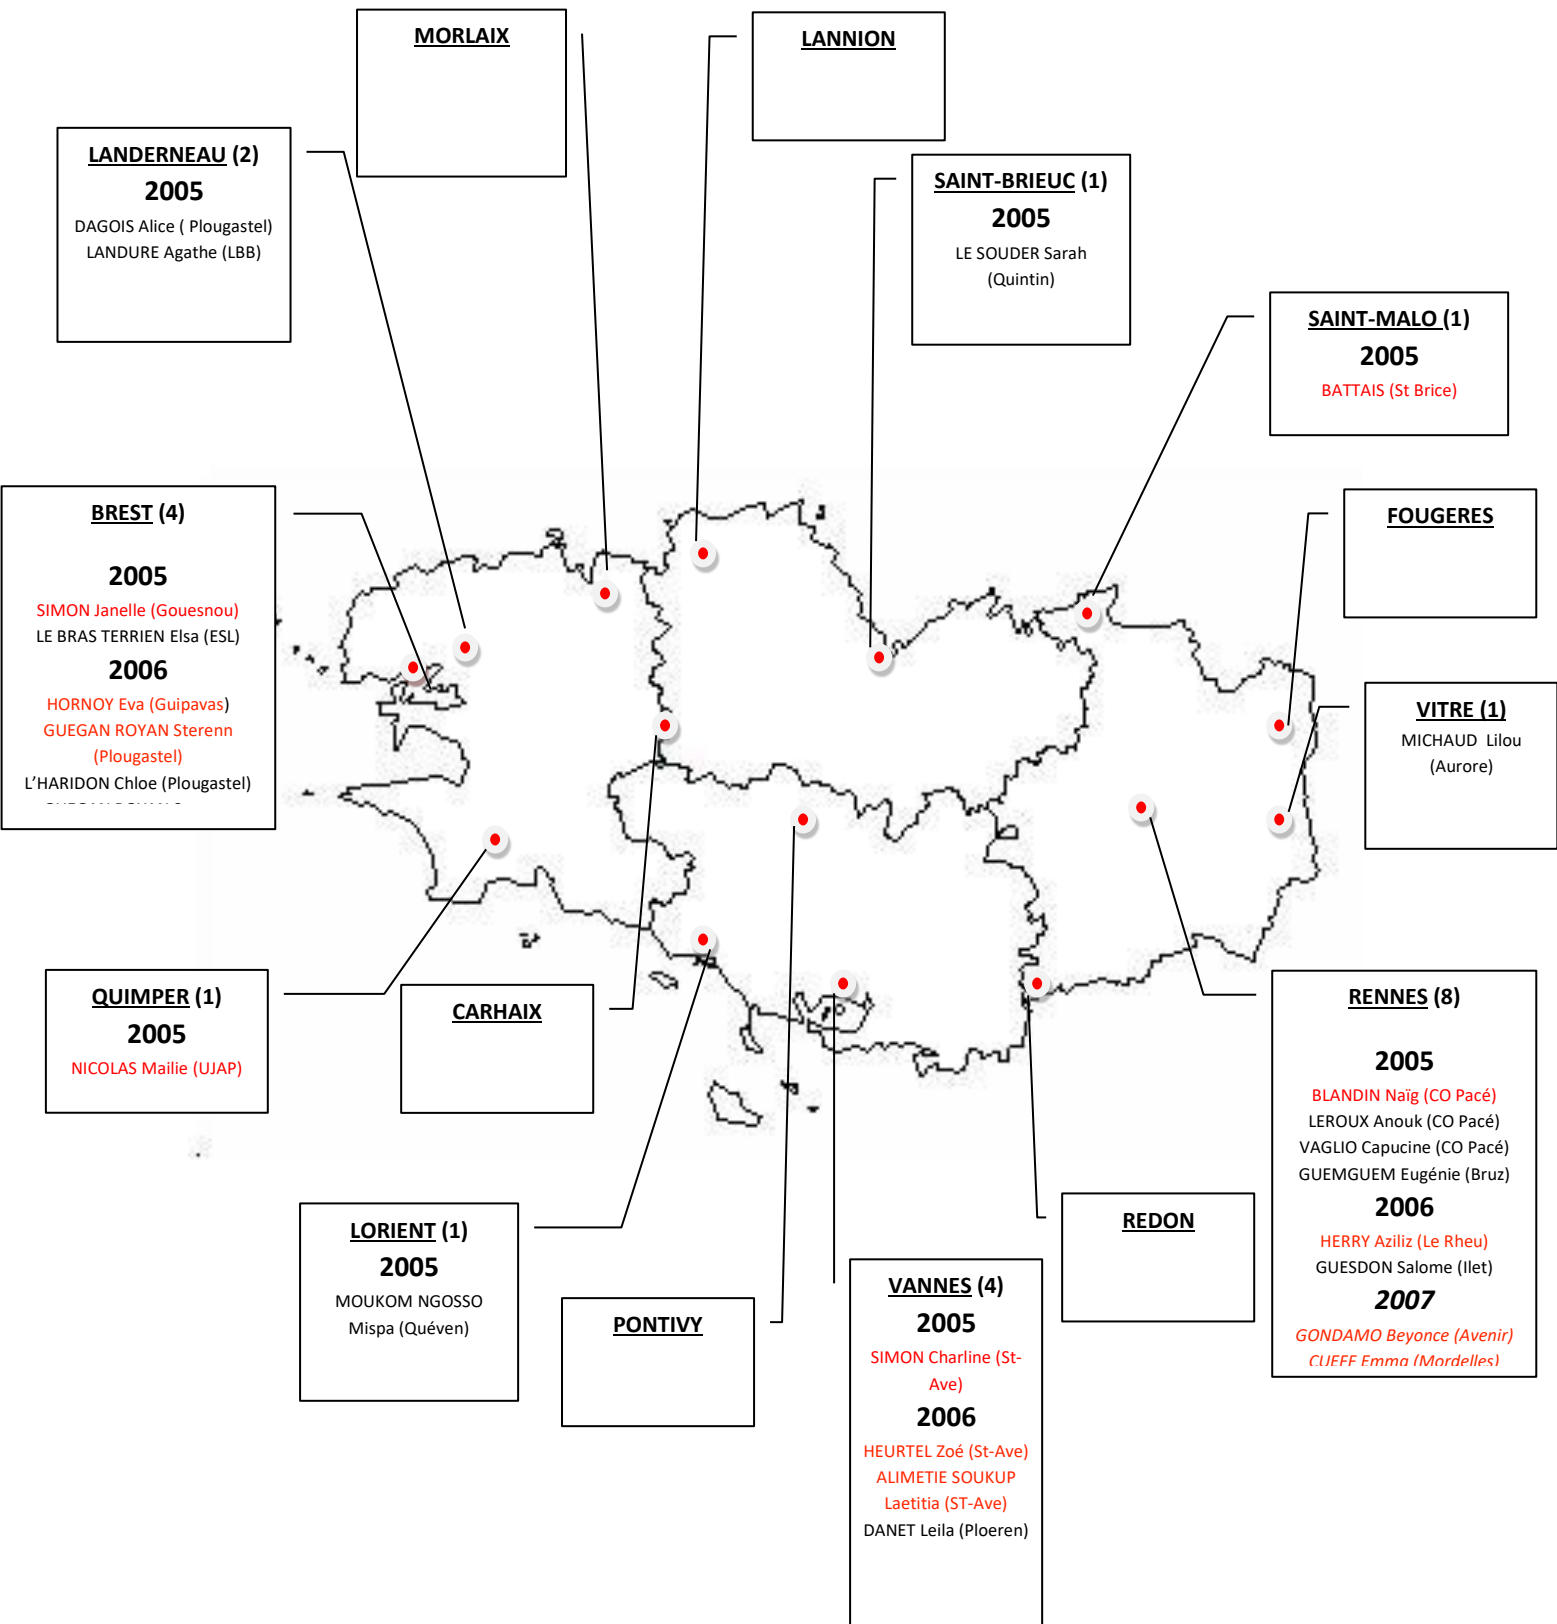 MORLAIX
LANNION
LANDERNEAU (2)
2005
DAGOIS Alice ( Plougastel)
LANDURE Agathe (LBB)
SAINT-BRIEUC (1)
2005
LE SOUDER Sarah
(Quintin)
SAINT-MALO (1)
2005
BATTAIS (St Brice)
BREST (4)
2005
SIMON Janelle (Gouesnou)
LE BRAS TERRIEN Elsa (ESL)
2006
HORNOY Eva (Guipavas)
GUEGAN ROYAN Sterenn
(Plougastel)
L'HARIDON Chloe (Plougastel)
FOUGERES
VITRE (1)
MICHAUD Lilou
(Aurore)
QUIMPER (1)
2005
NICOLAS Mailie (UJAP)
CARHAIX
RENNES (8)
2005
BLANDIN Naïg (CO Pacé)
LEROUX Anouk (CO Pacé)
VAGLIO Capucine (CO Pacé)
GUEMGUEM Eugénie (Bruz)
2006
HERRY Aziliz (Le Rheu)
GUESDON Salome (Ilet)
2007
GONDAMO Beyonce (Avenir)
CUEFF Emma (Mordelles)
LORIENT (1)
2005
MOUKOM NGOSSO
Mispa (Quéven)
PONTIVY
VANNES (4)
2005
SIMON Charline (St-
Ave)
2006
HEURTEL Zoé (St-Ave)
ALIMETIE SOUKUP
Laetitia (ST-Ave)
DANET Leila (Ploeren)
REDON